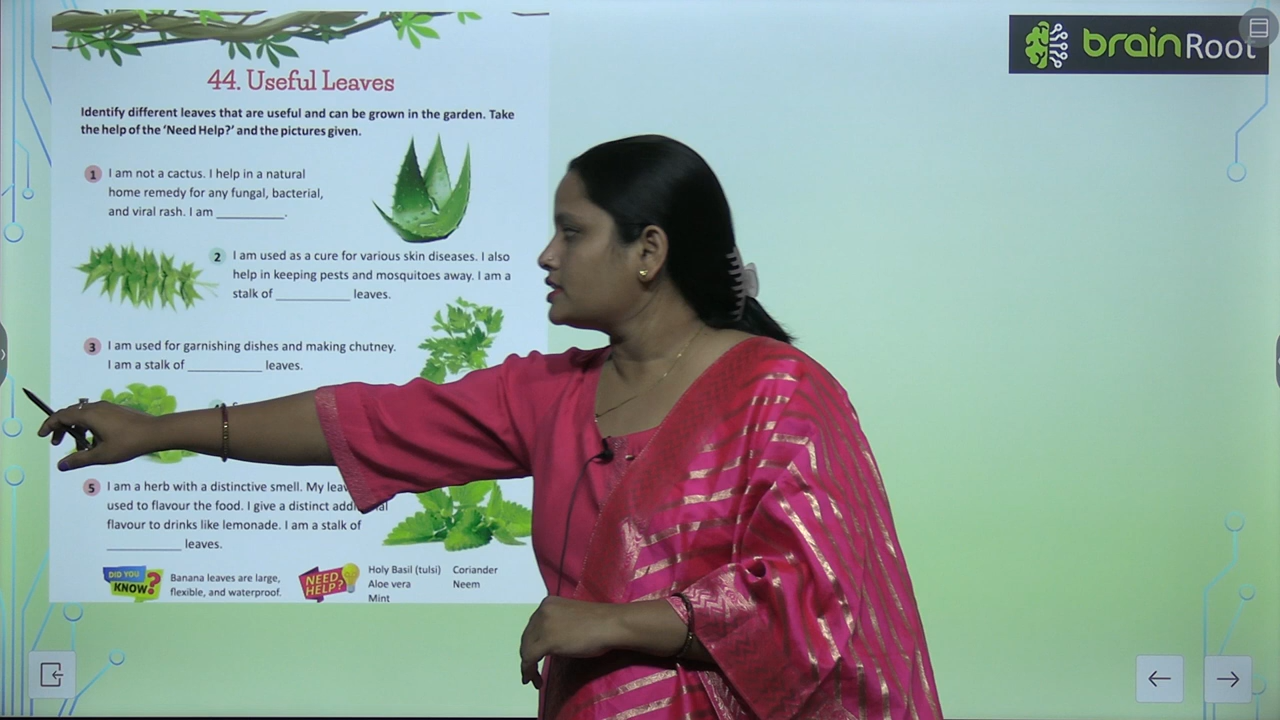 brainRoot
44. Useful Leaves
Identify different leaves that are useful and can be grown in the garden. Take
the help of the 'Need Help?' and the pictures given.
1 I am not a cactus. I help in a natural
home remedy for any fungal, bacterial,
and viral rash. I am ___________.
2 I am used as a cure for various skin diseases. I also
help in keeping pests and mosquitoes away. I am a
stalk of ____________ leaves.
3 I am used for garnishing dishes and making chutney.
I am a stalk of ____________ leaves.
5 I am a herb with a distinctive smell. My
used to flavour the food. I give a distinct
flavour to drinks like lemonade. I am a stalk of
____________ leaves.
DID YOU KNOW?
Banana leaves are large,
flexible, and waterproof.
NEED HELP?
Holy Basil (tulsi) Coriander
Aloe vera Neem
Mint